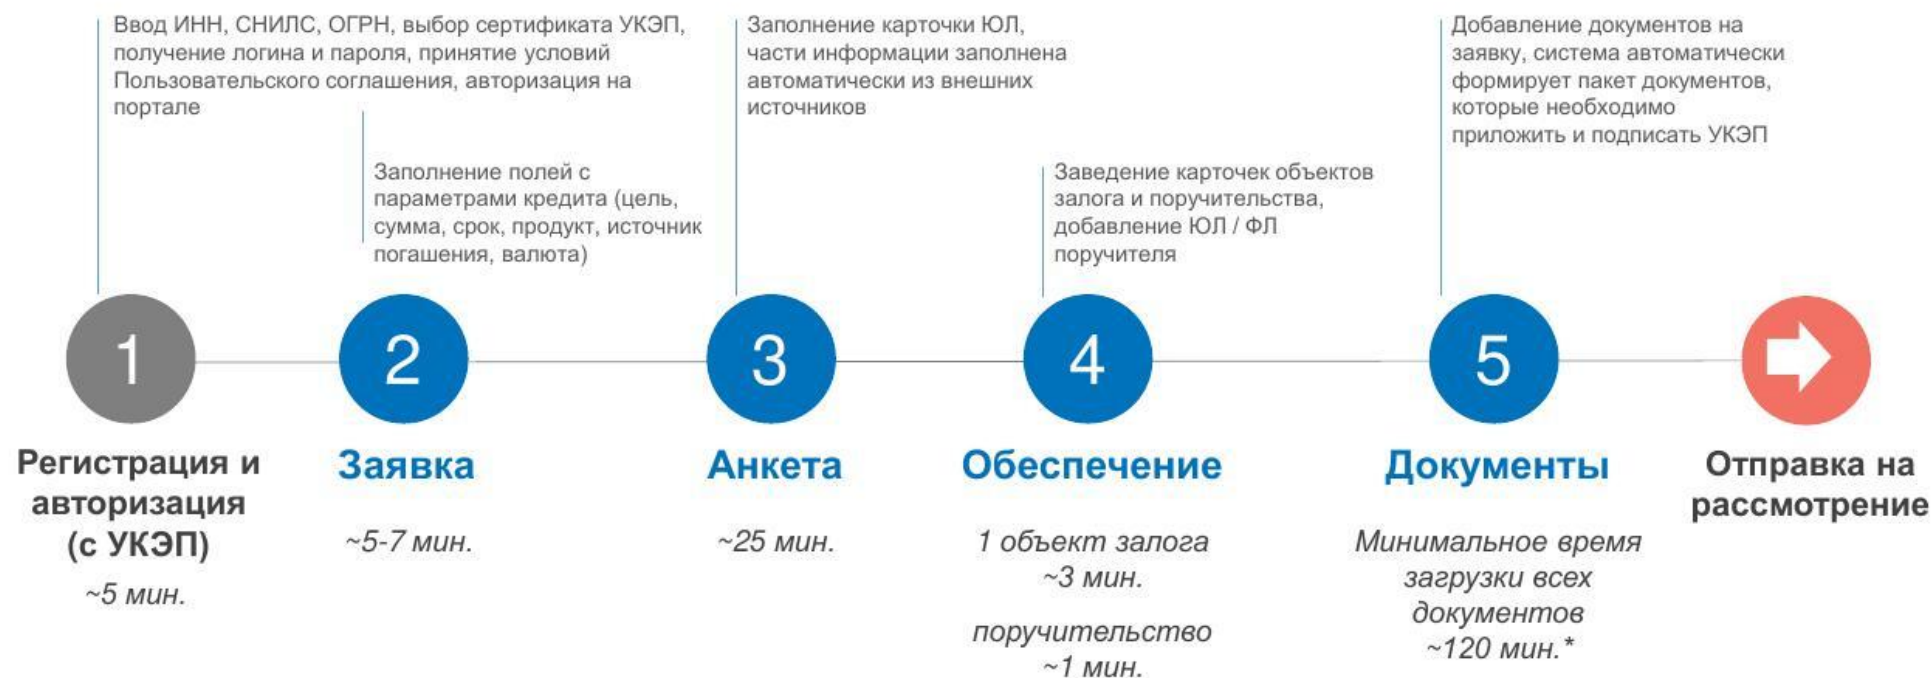 Ввод ИНН, СНИЛС, ОГРН, выбор сертификата УКЭП,
получение логина и пароля, принятие условий
Пользовательского соглашения, авторизация на
портале
Заполнение полей с
параметрами кредита (цель,
сумма, срок, продукт, источник
погашения, валюта)
Заполнение карточки ЮЛ,
части информации заполнена
автоматически из внешних
источников
Заведение карточек объектов
залога и поручительства,
добавление ЮЛ / ФЛ
поручителя
Добавление документов на
заявку, система автоматически
формирует пакет документов,
которые необходимо
приложить и подписать УКЭП
1
2
3
4
5
Регистрация и
авторизация
(с УКЭП)
~5 мин.
Заявка
~5-7 мин.
Анкета
~25 мин.
Обеспечение
1 объект залога
~3 мин.
поручительство
~1 мин.
Документы
Минимальное время
загрузки всех
документов
~120 мин.*
Отправка на
рассмотрение